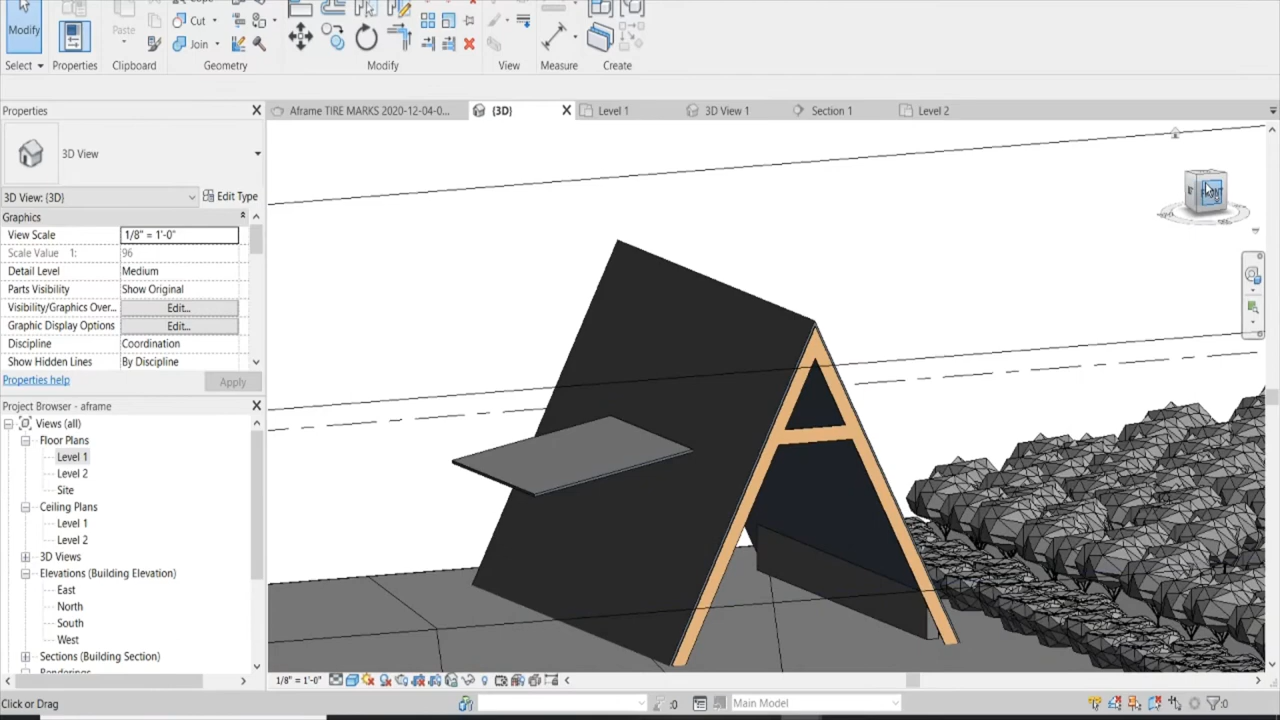 Cut
Modify
Paste
Join
Select
Properties
Clipboard
Geometry
Modify
View
Measure
Create
Properties
Aframe TIRE MARKS 2020-12-04-0...
{3D}
Level 1
3D View 1
Section 1
Level 2
3D View
3D View: {3D}
Edit Type
Graphics
View Scale
1/8" = 1'-0"
Scale Value 1:
96
Detail Level
Medium
Parts Visibility
Show Original
Visibility/Graphics Over...
Edit...
Graphic Display Options
Edit...
Discipline
Coordination
Show Hidden Lines
By Discipline
Properties help
Apply
Project Browser - aframe
Views (all)
Floor Plans
Level 1
Level 2
Site
Ceiling Plans
Level 1
Level 2
3D Views
Elevations (Building Elevation)
East
North
South
West
Sections (Building Section)
FRONT
1/8" = 1'-0"
Click or Drag
:0
Main Model
:0